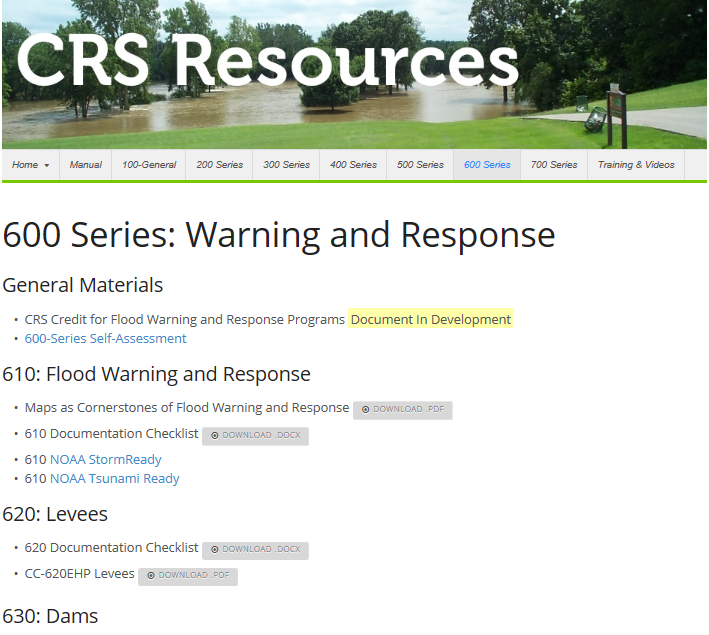 CRS Resources
Home Manual 100-General 200 Series 300 Series 400 Series 500 Series 600 Series 700 Series Training & Videos
600 Series: Warning and Response
General Materials
• CRS Credit for Flood Warning and Response Programs Document In Development
• 600-Series Self-Assessment
610: Flood Warning and Response
• Maps as Cornerstones of Flood Warning and Response DOWNLOAD .PDF
• 610 Documentation Checklist DOWNLOAD .DOCX
• 610 NOAA StormReady
• 610 NOAA Tsunami Ready
620: Levees
• 620 Documentation Checklist DOWNLOAD .DOCX
• CC-620EHP Levees DOWNLOAD .PDF
630: Dams